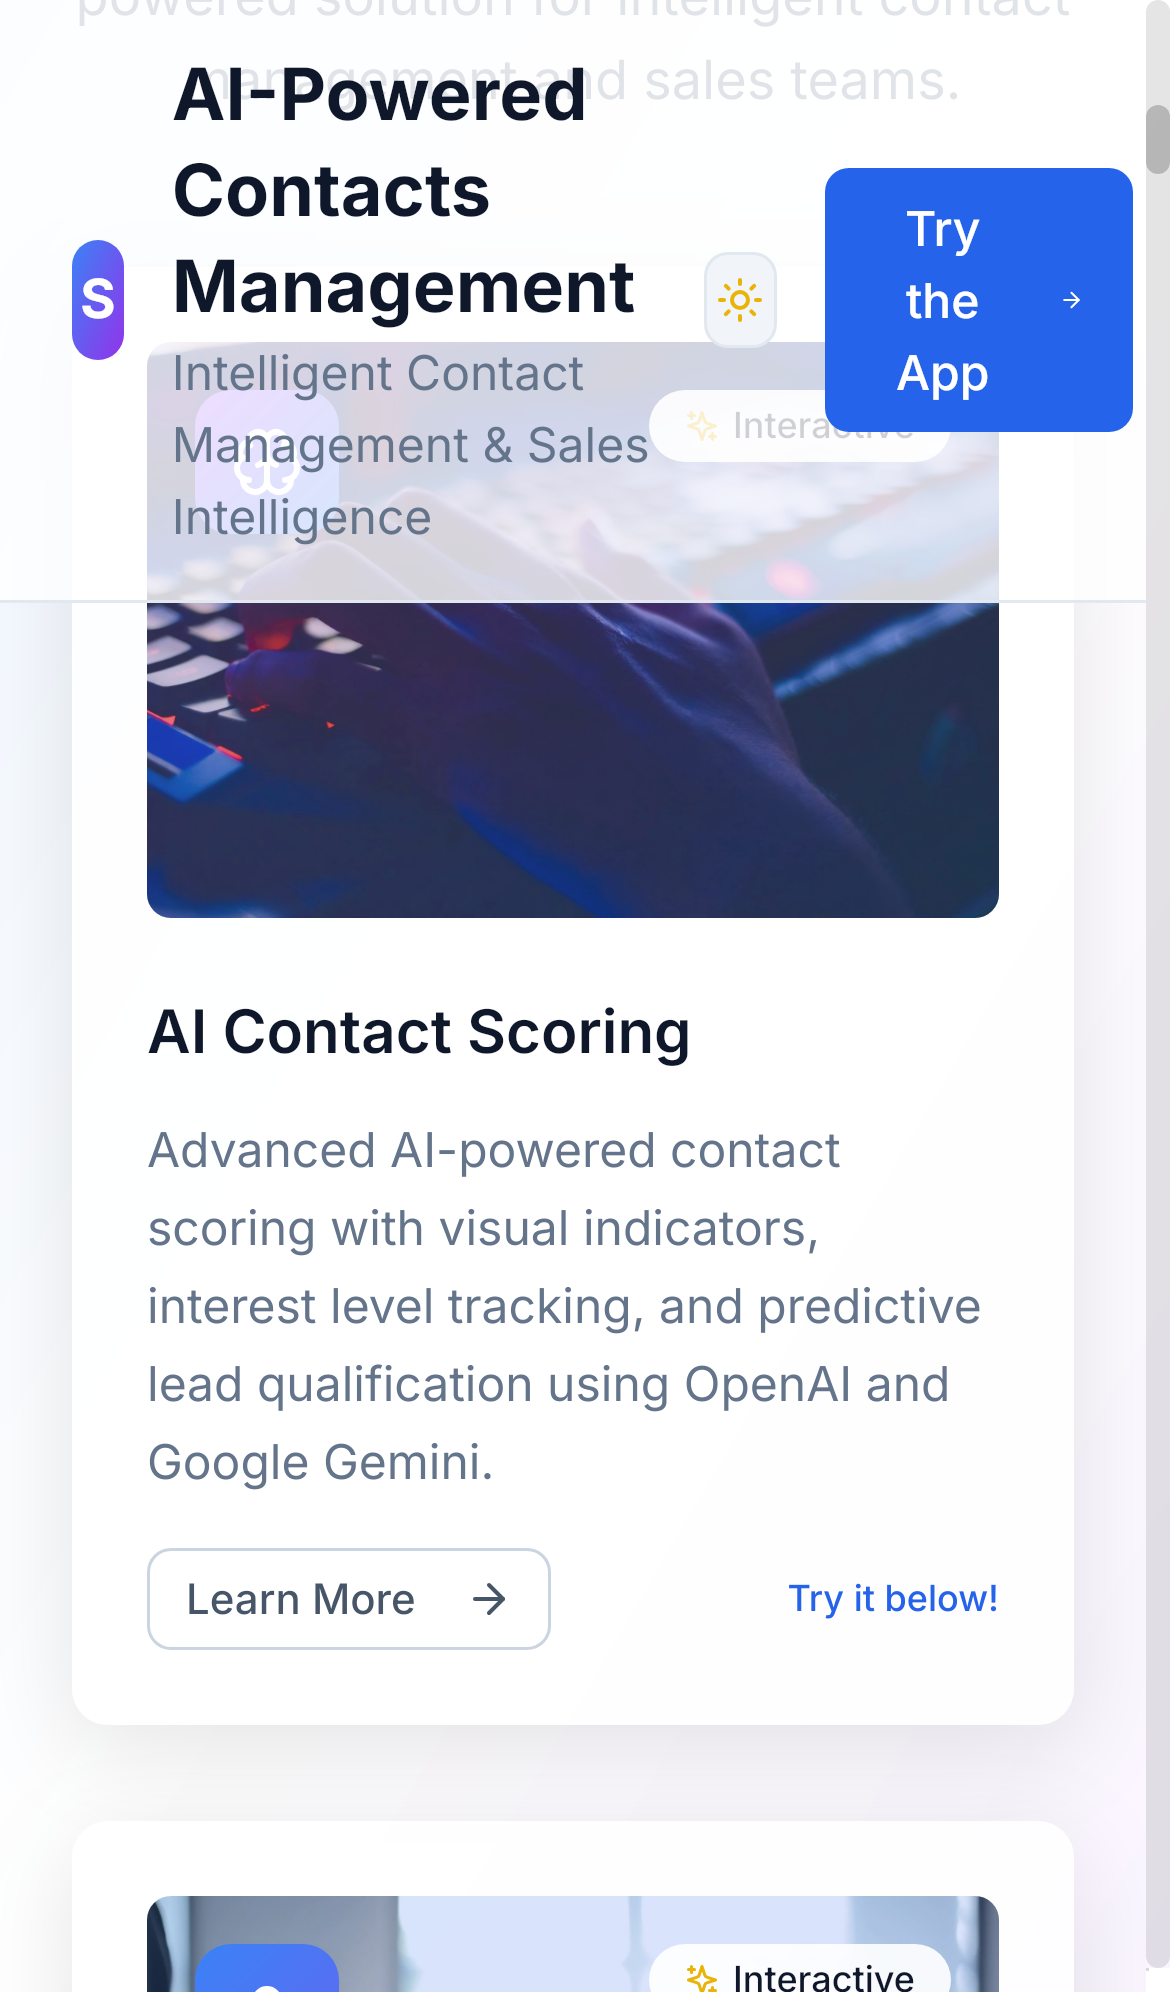 powered solution for intelligent contact
management and sales teams.
AI-Powered
Contacts
Management
S
Intelligent Contact
Management & Sales
Intelligence
Try
the
App
Interactive
AI Contact Scoring
Advanced AI-powered contact
scoring with visual indicators,
interest level tracking, and predictive
lead qualification using OpenAI and
Google Gemini.
Learn More
Try it below!
Interactive